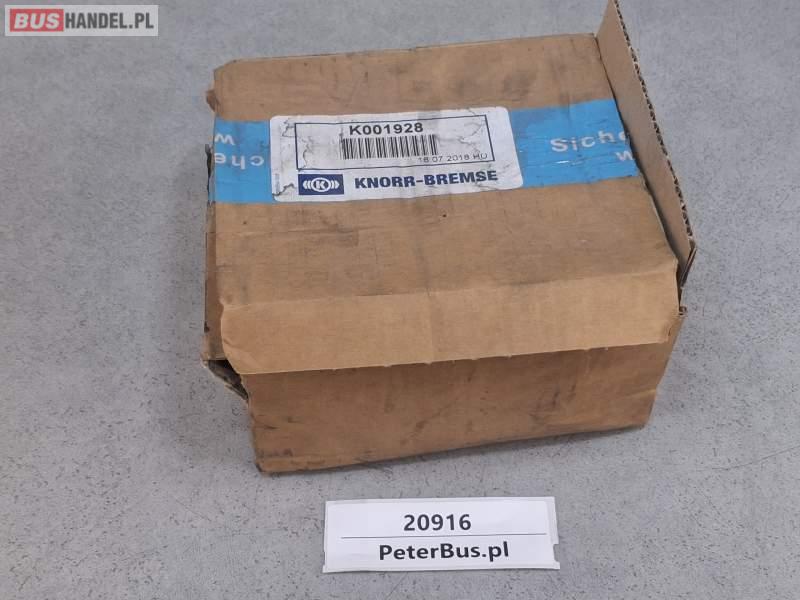 BUSHANDEL.PL
K001928
18 07 2018 HU
KNORR-BREMSE
Siche
w
che
w
20916
PeterBus.pl